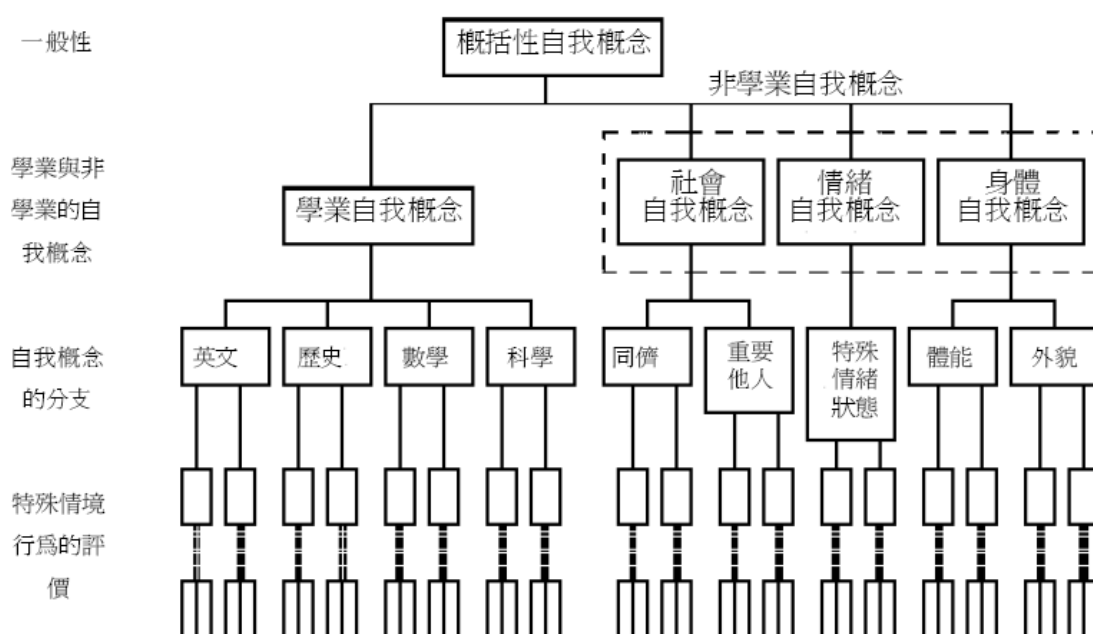 一般性
概括性自我概念
非學業自我概念
學業與非
學業的自
我概念
學業自我概念
社會
自我概念
情緒
自我概念
身體
自我概念
自我概念
的分支
英文
歷史
數學
科學
同儕
重要
他人
特殊
情緒
狀態
體能
外貌
特殊情境
行爲的評
價